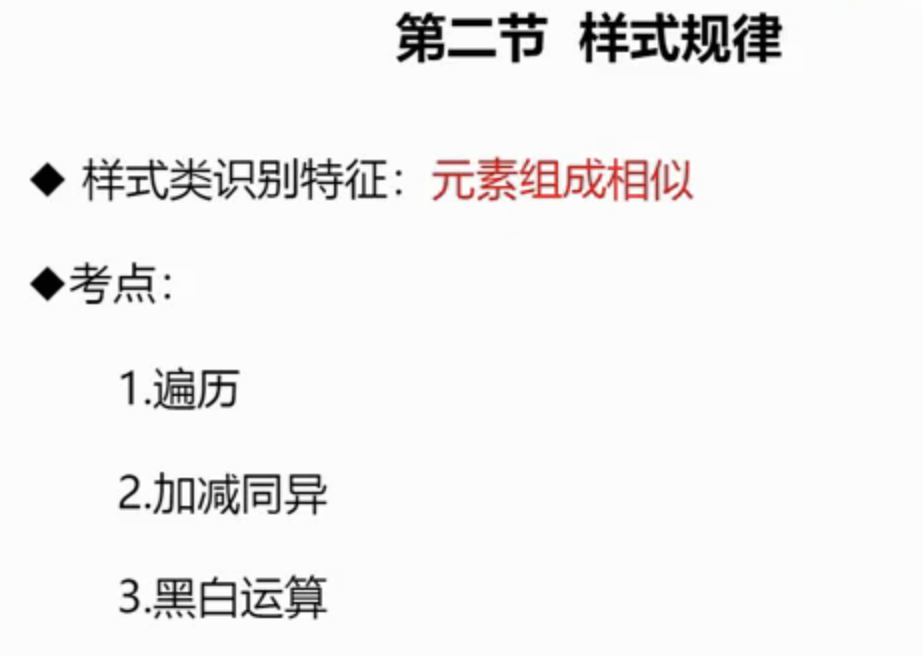 第二节 样式规律
◆ 样式类识别特征：元素组成相似
◆考点：
1.遍历
2.加减同异
3.黑白运算